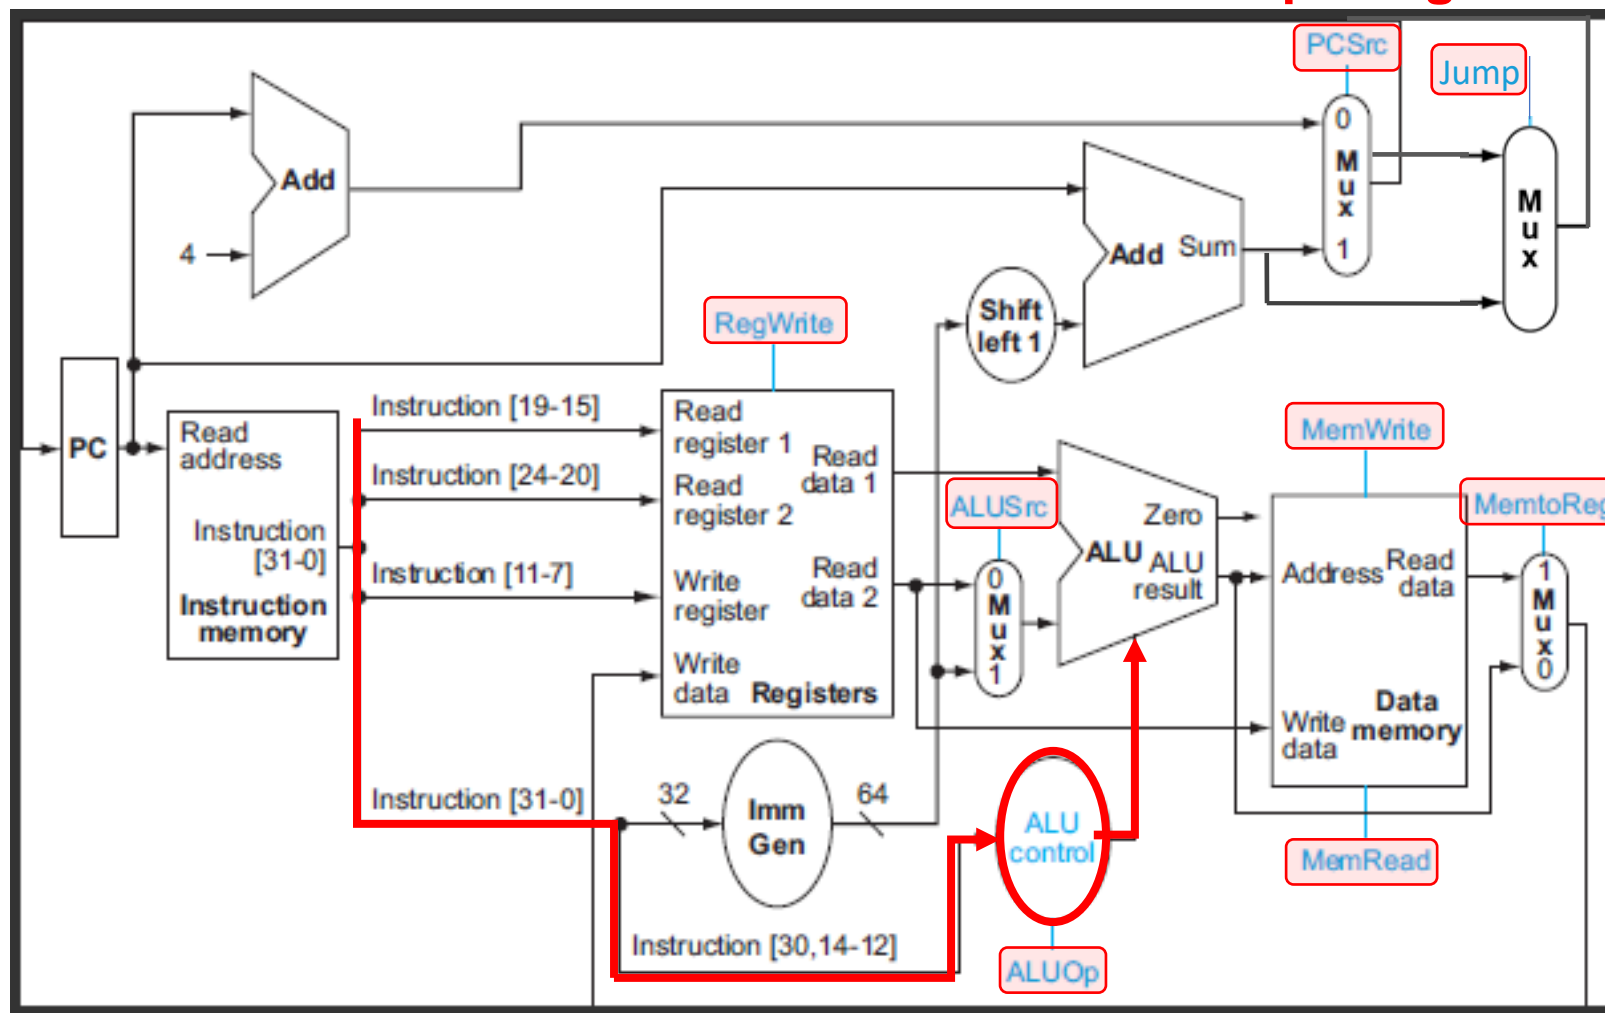 PCSrc
Jump
0
M
u
x
1
Add
4
Add Sum
M
u
x
Shift
left 1
RegWrite
PC
Read
address
Instruction
[31-0]
Instruction
memory
Instruction [19-15]
Instruction [24-20]
Instruction [11-7]
Instruction [31-0]
Read
register 1
Read
register 2
Write
register
Write
data
Read
data 1
Read
data 2
Registers
ALUSrc
0
M
u
x
1
Zero
ALU
ALU
result
MemWrite
MemtoReg
Address
Read
data
Write
data
Data
memory
1
M
u
x
0
MemRead
32
Imm
Gen
64
ALU
control
Instruction [30,14-12]
ALUOp